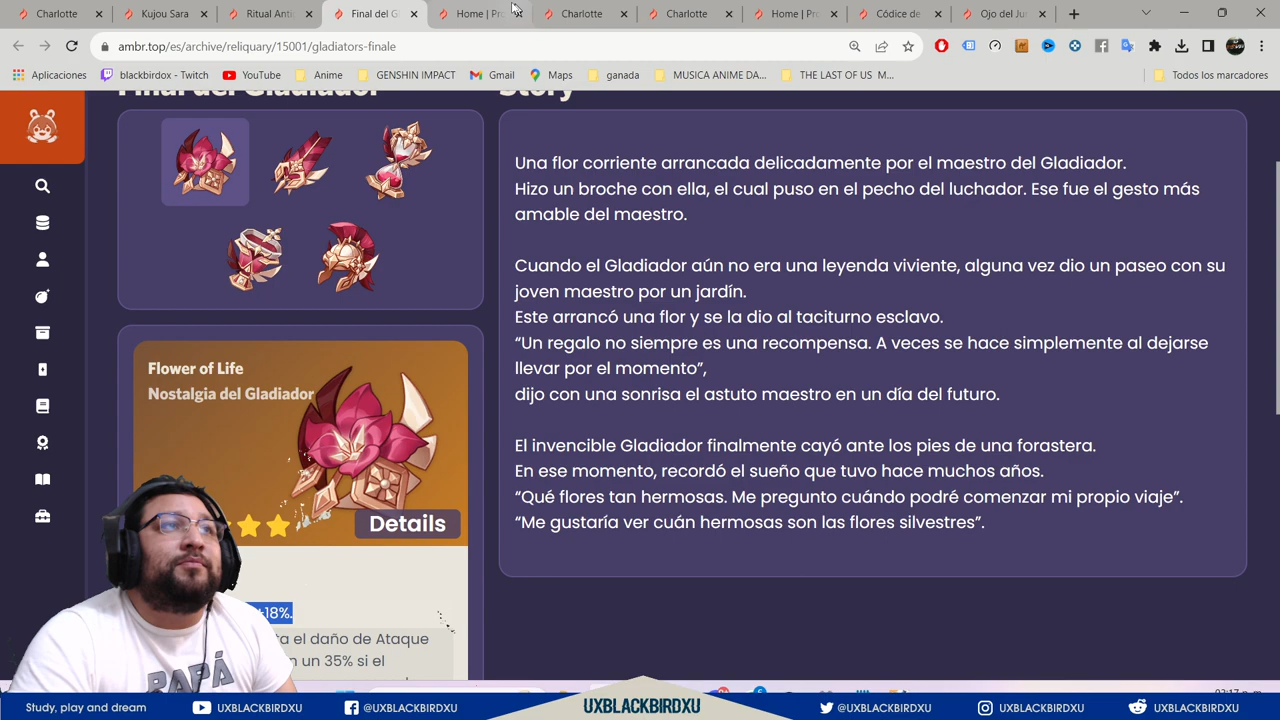 Charlotte
Kujou Sara
Ritual Anti
Final del G
Home | Pro
Charlotte
Charlotte
Home | Pro
Códice de
Ojo del Ju
ambr.top/es/archive/reliquary/15001/gladiators-finale
Aplicaciones
blackbirdox - Twitch
YouTube
Anime
GENSHIN IMPACT
Gmail
Maps
ganada
MUSICA ANIME DA...
THE LAST OF US M...
Todos los marcadores
Final del Gladiador
Story
Una flor corriente arrancada delicadamente por el maestro del Gladiador.
Hizo un broche con ella, el cual puso en el pecho del luchador. Ese fue el gesto más
amable del maestro.
Cuando el Gladiador aún no era una leyenda viviente, alguna vez dio un paseo con su
joven maestro por un jardín.
Este arrancó una flor y se la dio al taciturno esclavo.
“Un regalo no siempre es una recompensa. A veces se hace simplemente al dejarse
llevar por el momento”,
dijo con una sonrisa el astuto maestro en un día del futuro.
El invencible Gladiador finalmente cayó ante los pies de una forastera.
En ese momento, recordó el sueño que tuvo hace muchos años.
“Qué flores tan hermosas. Me pregunto cuándo podré comenzar mi propio viaje”.
“Me gustaría ver cuán hermosas son las flores silvestres”.
Flower of Life
Nostalgia del Gladiador
Details
+18%.
ta el daño de Ataque
n un 35% si el
PAPÁ
Study, play and dream
UXBLACKBIRDXU
@UXBLACKBIRDXU
UXBLACKBIRDXU
@UXBLACKBIRDXU
UXBLACKBIRDXU
UXBLACKBIRDXU